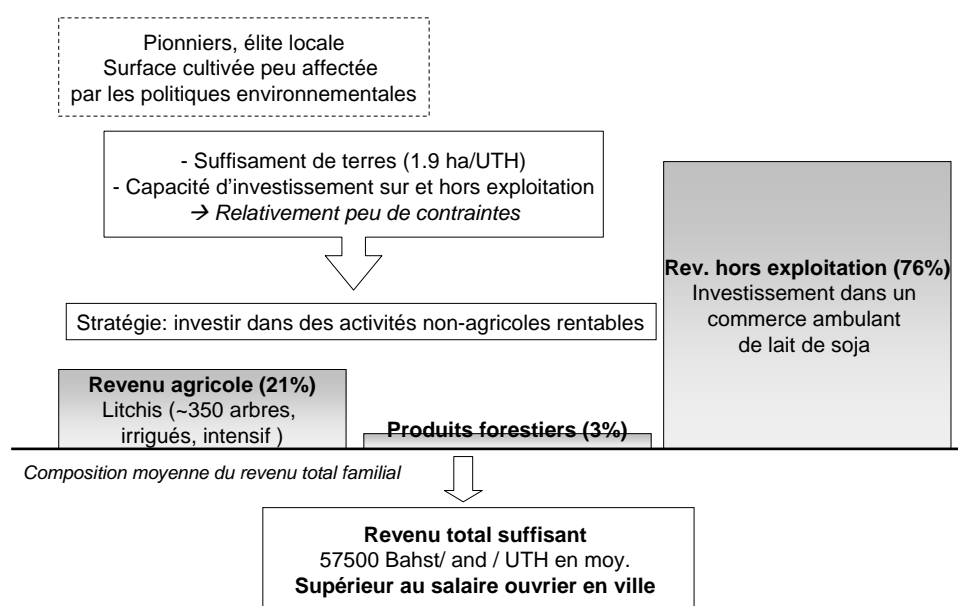 Pionniers, élite locale
Surface cultivée peu affectée
par les politiques environnementales
- Suffisament de terres (1.9 ha/UTH)
- Capacité d’investissement sur et hors exploitation
→ Relativement peu de contraintes
Stratégie: investir dans des activités non-agricoles rentables
Rev. hors exploitation (76%)
Investissement dans un
commerce ambulant
de lait de soja
Revenu agricole (21%)
Litchis (~350 arbres,
irrigués, intensif )
Produits forestiers (3%)
Composition moyenne du revenu total familial
Revenu total suffisant
57500 Bahst/ and / UTH en moy.
Supérieur au salaire ouvrier en ville